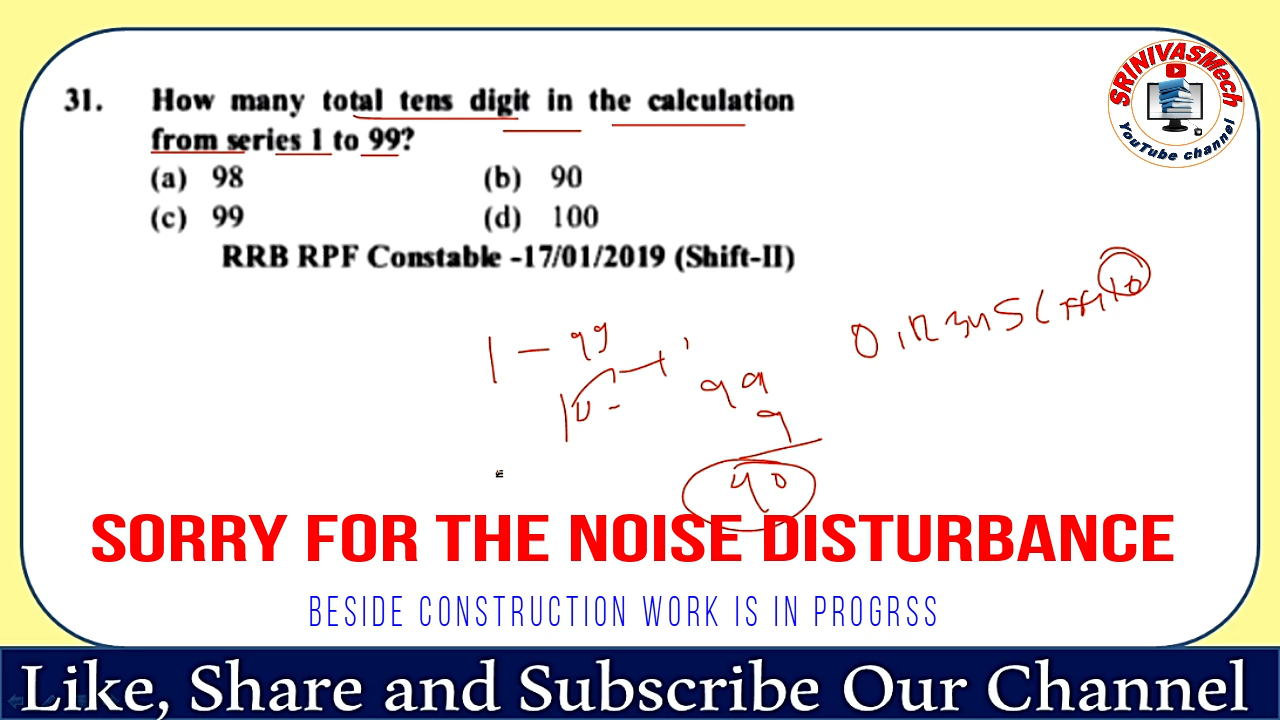 31. How many total tens digit in the calculation
from series 1 to 99?
(a) 98 (b) 90
(c) 99 (d) 100
RRB RPF Constable -17/01/2019 (Shift-II)
SRINIVASMech
YouTube channel
1 - 99
99
9
90
SORRY FOR THE NOISE DISTURBANCE
BESIDE CONSTRUCTION WORK IS IN PROGRSS
Like, Share and Subscribe Our Channel